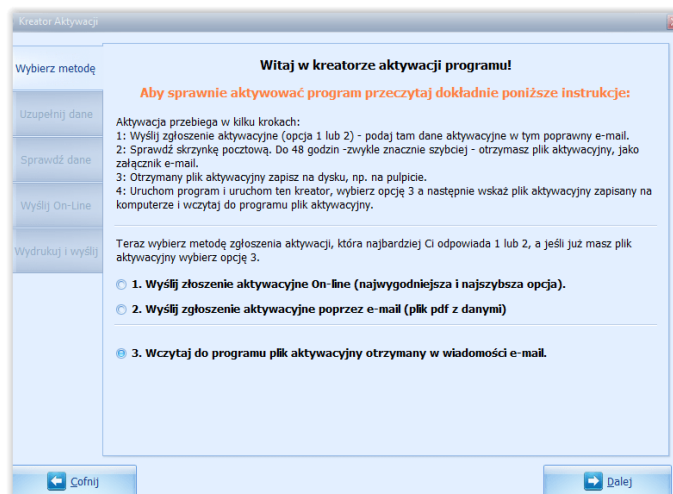 Kreator Aktywacji
Wybierz metodę
Uzupełnij dane
Sprawdź dane
Wyślij On-Line
Wydrukuj i wyślij
Witaj w kreatorze aktywacji programu!
Aby sprawnie aktywować program przeczytaj dokładnie poniższe instrukcje:
Aktywacja przebiega w kilku krokach:
1: Wyślij zgłoszenie aktywacyjne (opcja 1 lub 2) - podaj tam dane aktywacyjne w tym poprawny e-mail.
2: Sprawdź skrzynkę pocztową. Do 48 godzin -zwykle znacznie szybciej - otrzymasz plik aktywacyjny, jako
załącznik e-mail.
3: Otrzymany plik aktywacyjny zapisz na dysku, np. na pulpicie.
4: Uruchom program i uruchom ten kreator, wybierz opcję 3 a następnie wskaż plik aktywacyjny zapisany na
komputerze i wczytaj do programu plik aktywacyjny.
Teraz wybierz metodę zgłoszenia aktywacji, która najbardziej Ci odpowiada 1 lub 2, a jeśli już masz plik
aktywacyjny wybierz opcję 3.
1. Wyślij złoszenie aktywacyjne On-line (najwygodniejsza i najszybsza opcja).
2. Wyślij zgłoszenie aktywacyjne poprzez e-mail (plik pdf z danymi)
3. Wczytaj do programu plik aktywacyjny otrzymany w wiadomości e-mail.
Cofnij
Dalej